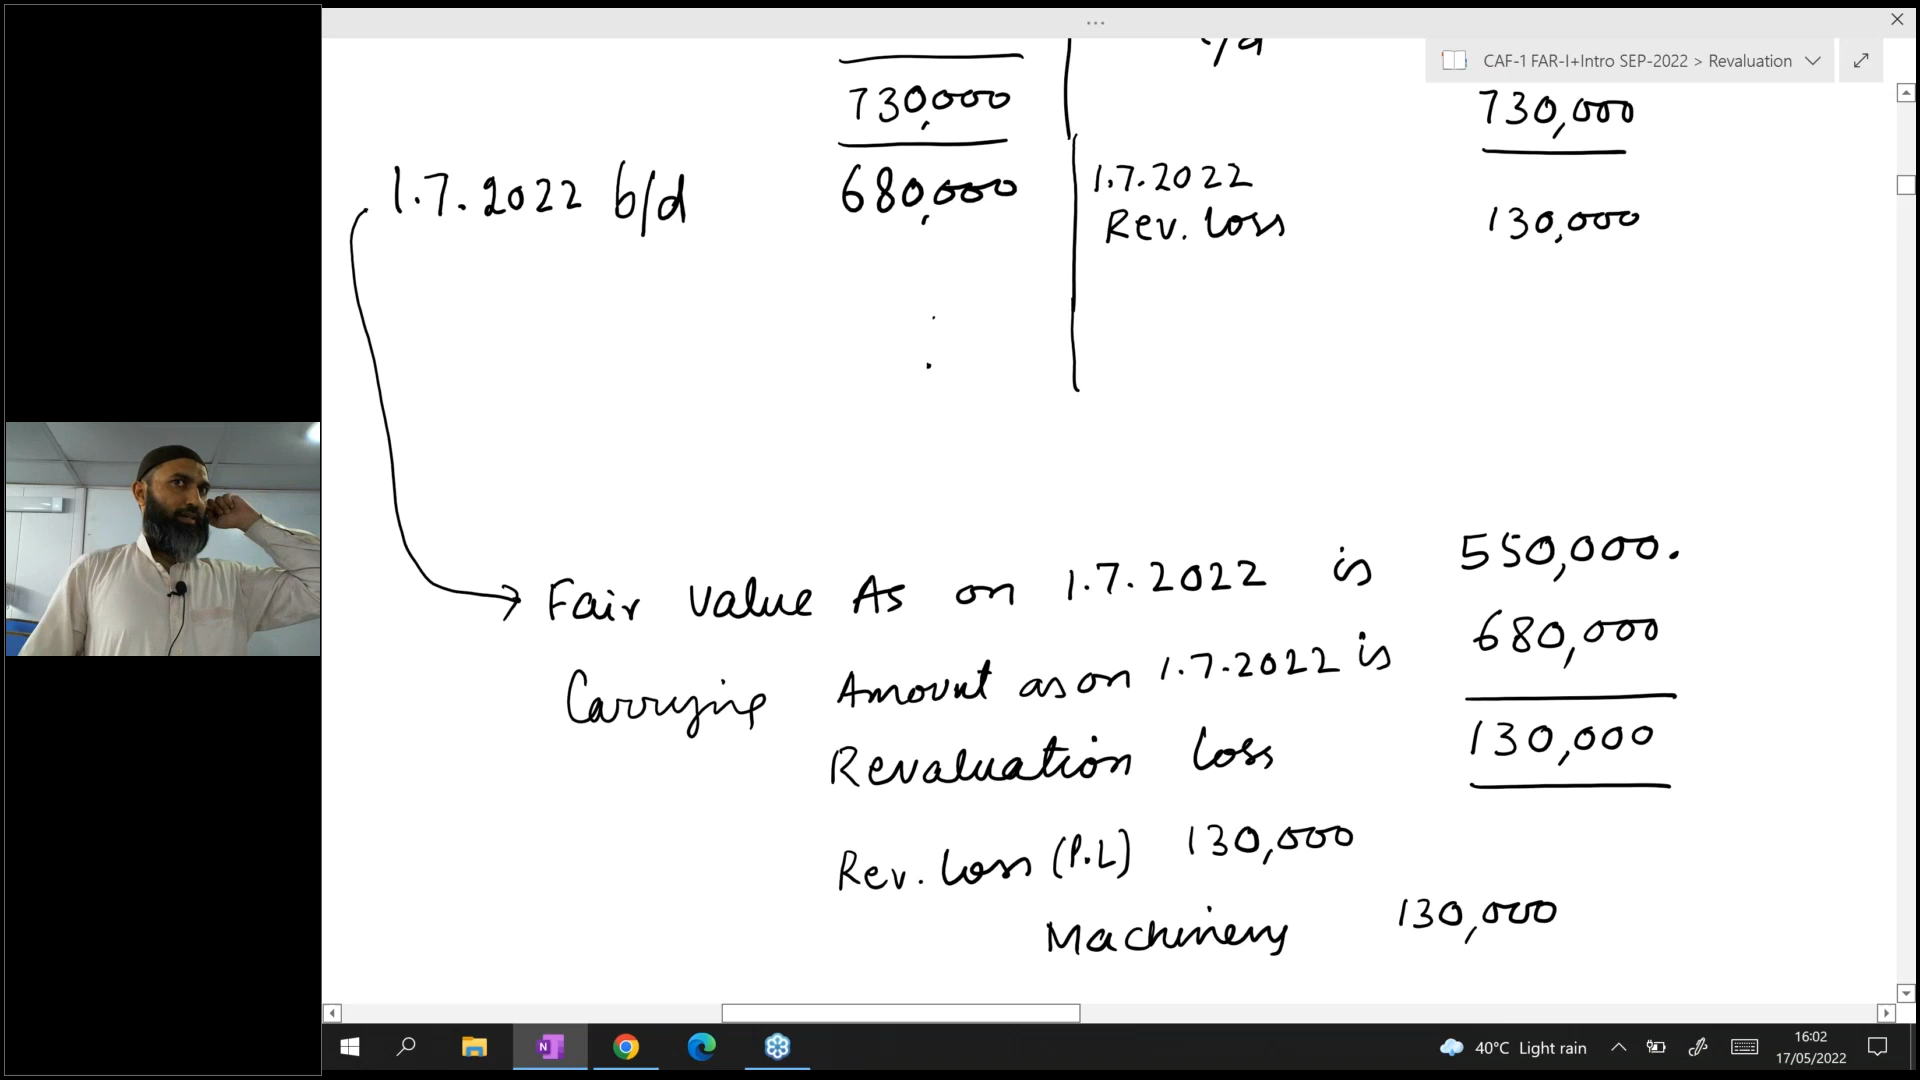 CAF-1 FAR-I+Intro SEP-2022 > Revaluation
730,000
730,000
1.7.2022 b/d 680,000
1.7.2022
Rev. loss 130,000
Fair value As on 1.7.2022 is 550,000.
Carrying Amount as on 1.7.2022 is 680,000
Revaluation loss 130,000
Rev. loss (P.L) 130,000
Machinery 130,000
40°C Light rain
16:02
17/05/2022